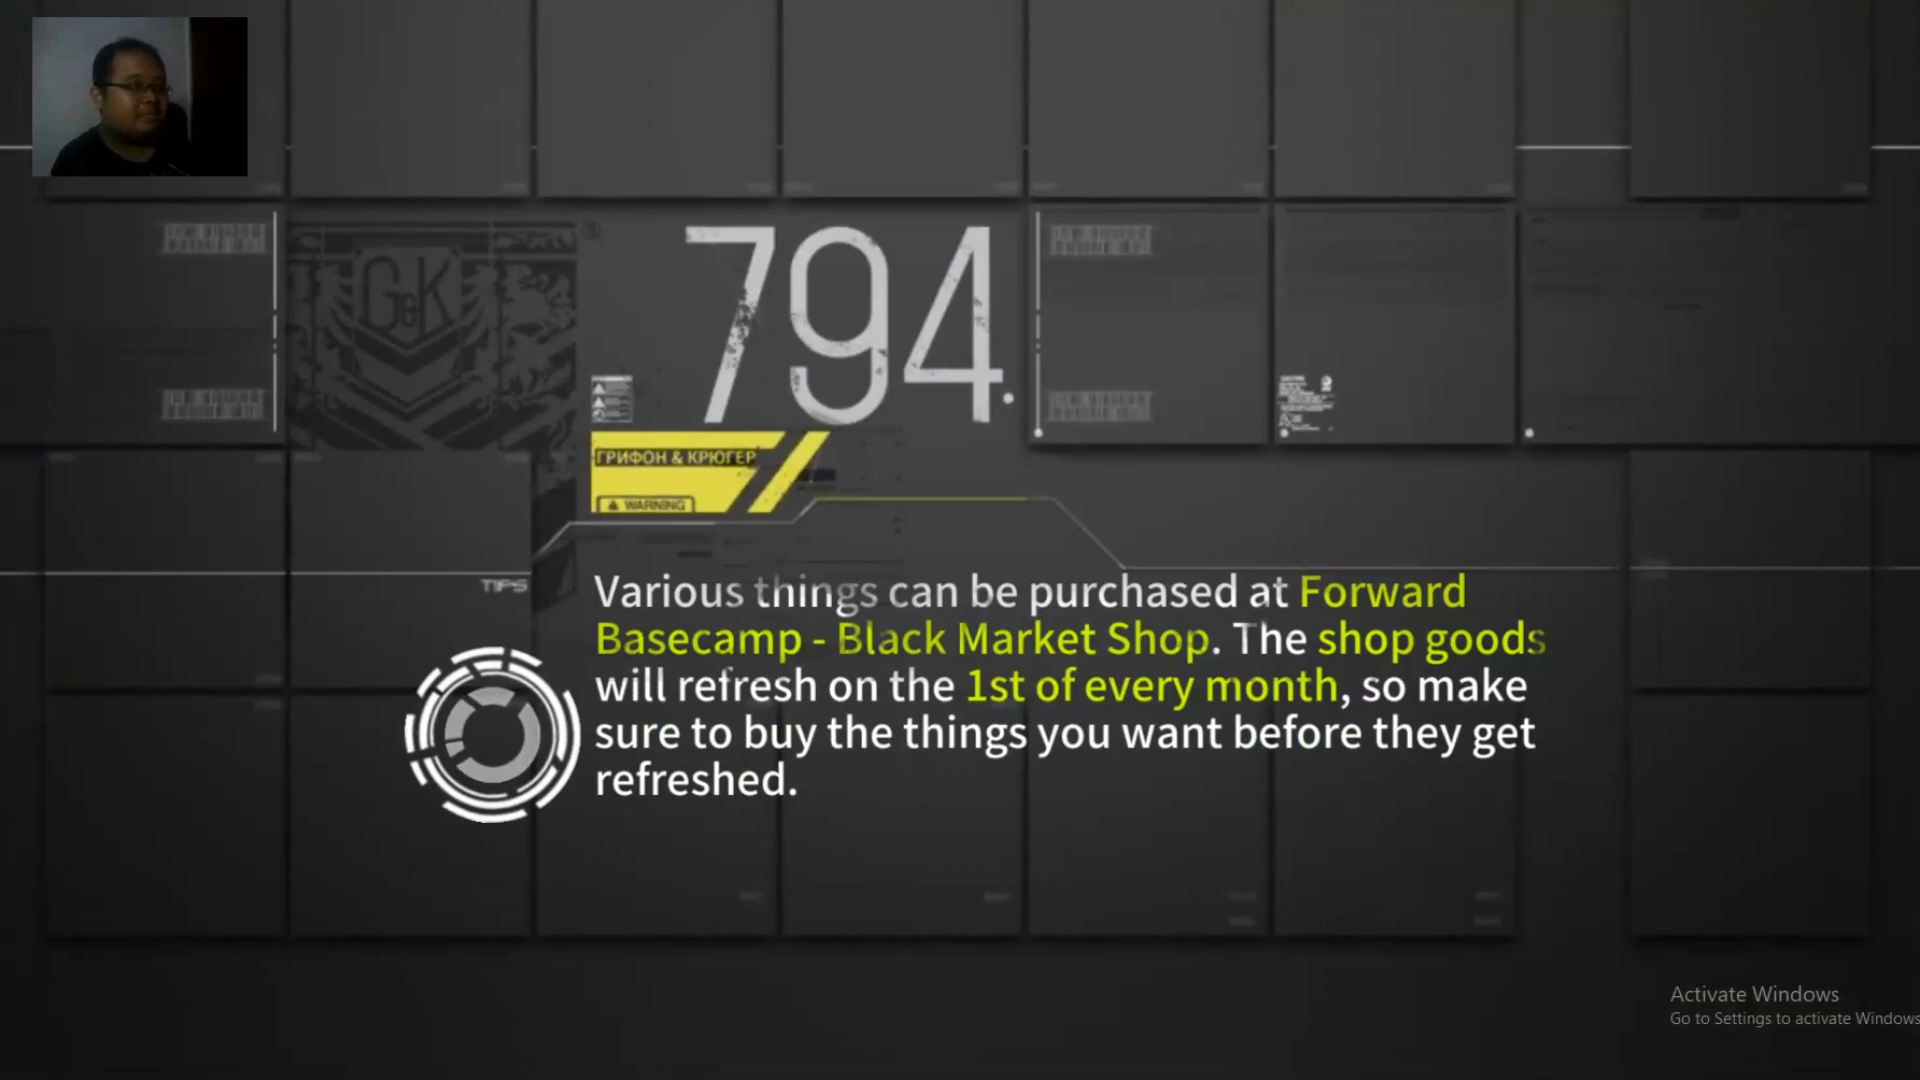 G&K
794.
ГРИФОН & КРЮГЕР
WARNING
TIPS
Various things can be purchased at Forward
Basecamp - Black Market Shop. The shop goods
will refresh on the 1st of every month, so make
sure to buy the things you want before they get
refreshed.
Activate Windows
Go to Settings to activate Windows